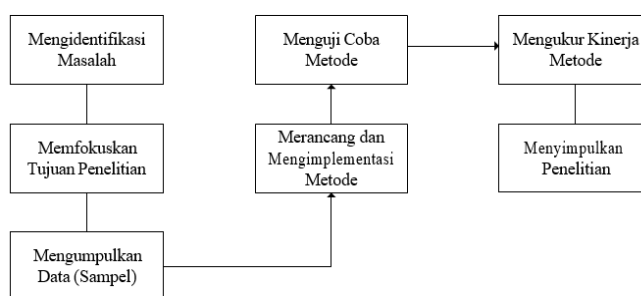 Mengidentifikasi
Masalah
Memfokuskan
Tujuan Penelitian
Mengumpulkan
Data (Sampel)
Merancang dan
Mengimplementasi
Metode
Menguji Coba
Metode
Mengukur Kinerja
Metode
Menyimpulkan
Penelitian